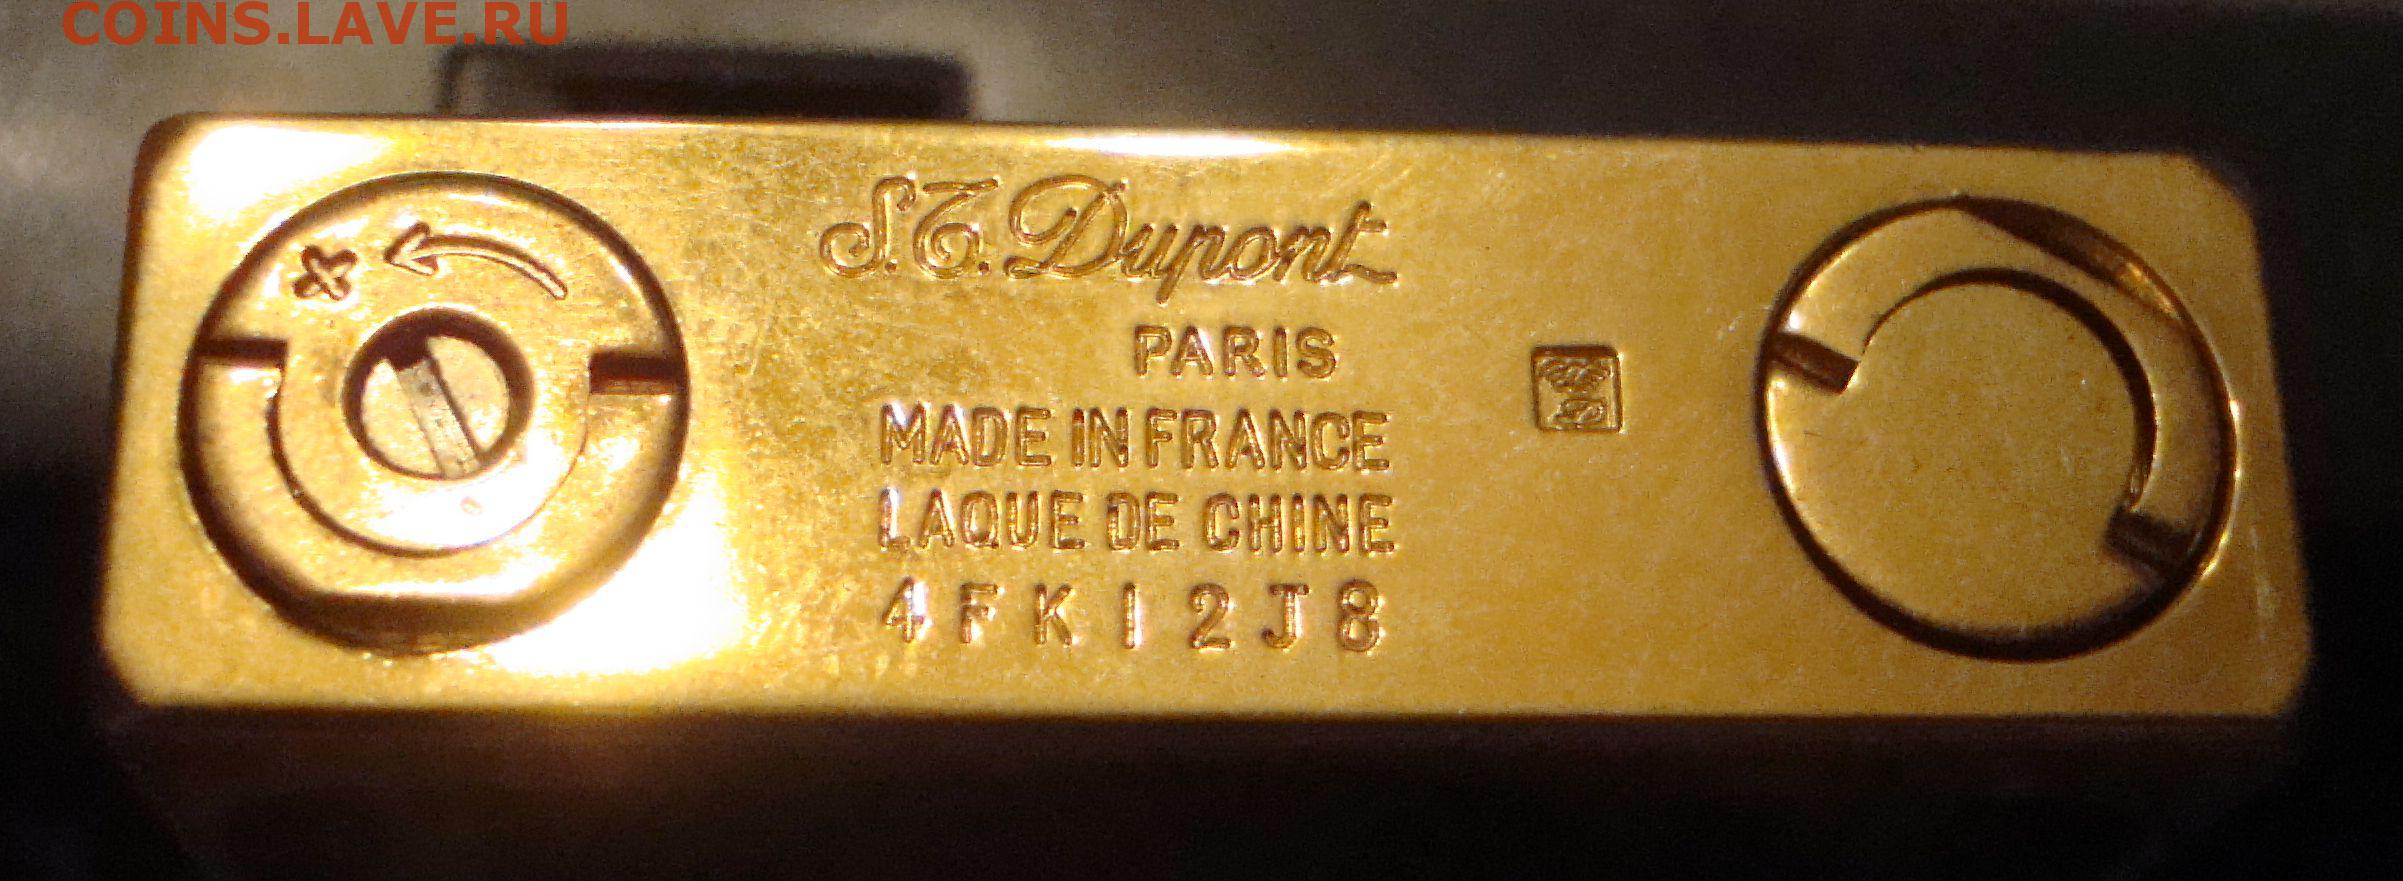 COINS.LAVE.RU
S.T. Dupont
PARIS
MADE IN FRANCE
LAQUE DE CHINE
4FK12J8
+